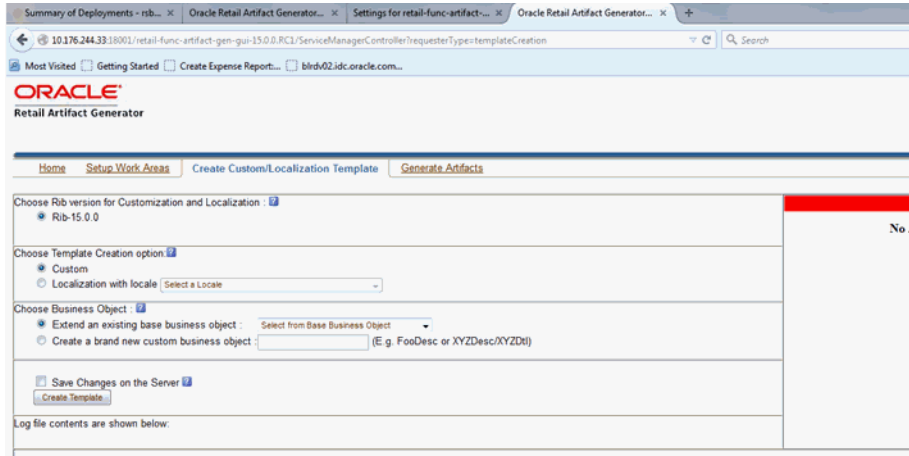 Summary of Deployments - rsb... × Oracle Retail Artifact Generator... × Settings for retail-func-artifact-... × Oracle Retail Artifact Generator... × +
10.176.244.33:18001/retail-func-artifact-gen-gui-15.0.0.RC1/ServiceManagerController?requesterType=templateCreation Search
Most Visited Getting Started Create Expense Report:... blrdv02.idc.oracle.com...
ORACLE®
Retail Artifact Generator
Home Setup Work Areas Create Custom/Localization Template Generate Artifacts
Choose Rib version for Customization and Localization : ?
Rib-15.0.0
No
Choose Template Creation option: ?
Custom
Localization with locale Select a Locale
Choose Business Object : ?
Extend an existing base business object : Select from Base Business Object
Create a brand new custom business object : (E.g. FooDesc or XYZDesc/XYZDtl)
Save Changes on the Server ?
Create Template
Log file contents are shown below: